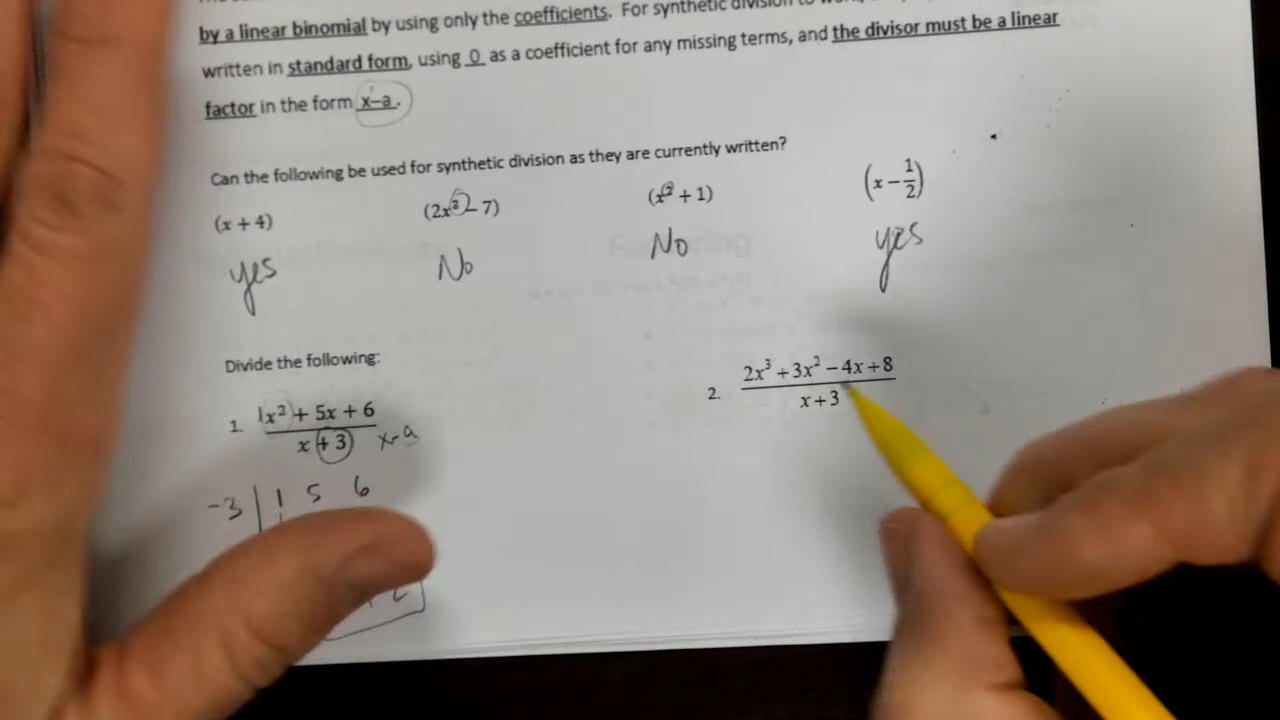 by a linear binomial by using only the coefficients. For synthetic division to
written in standard form, using 0 as a coefficient for any missing terms, and the divisor must be a linear
factor in the form x–a.
Can the following be used for synthetic division as they are currently written?
(x + 4) (2x² – 7) (x² + 1) (x – 1/2)
yes No No yes
Divide the following:
1. 1x² + 5x + 6 / x + 3 x-a
2. 2x³ + 3x² – 4x + 8 / x + 3
-3 | 1 5 6